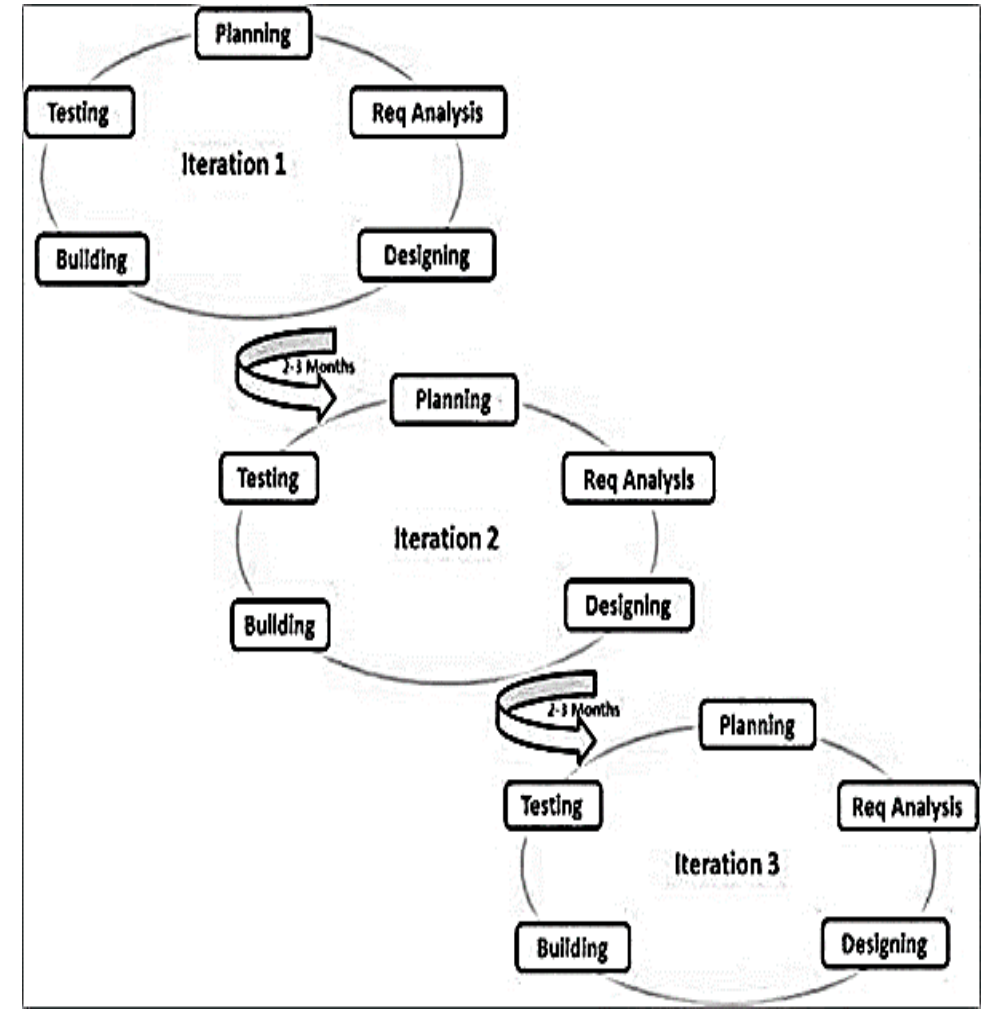 Planning
Testing
Req Analysis
Iteration 1
Building
Designing
2-3 Months
Planning
Testing
Req Analysis
Iteration 2
Building
Designing
2-3 Months
Planning
Testing
Req Analysis
Iteration 3
Building
Designing